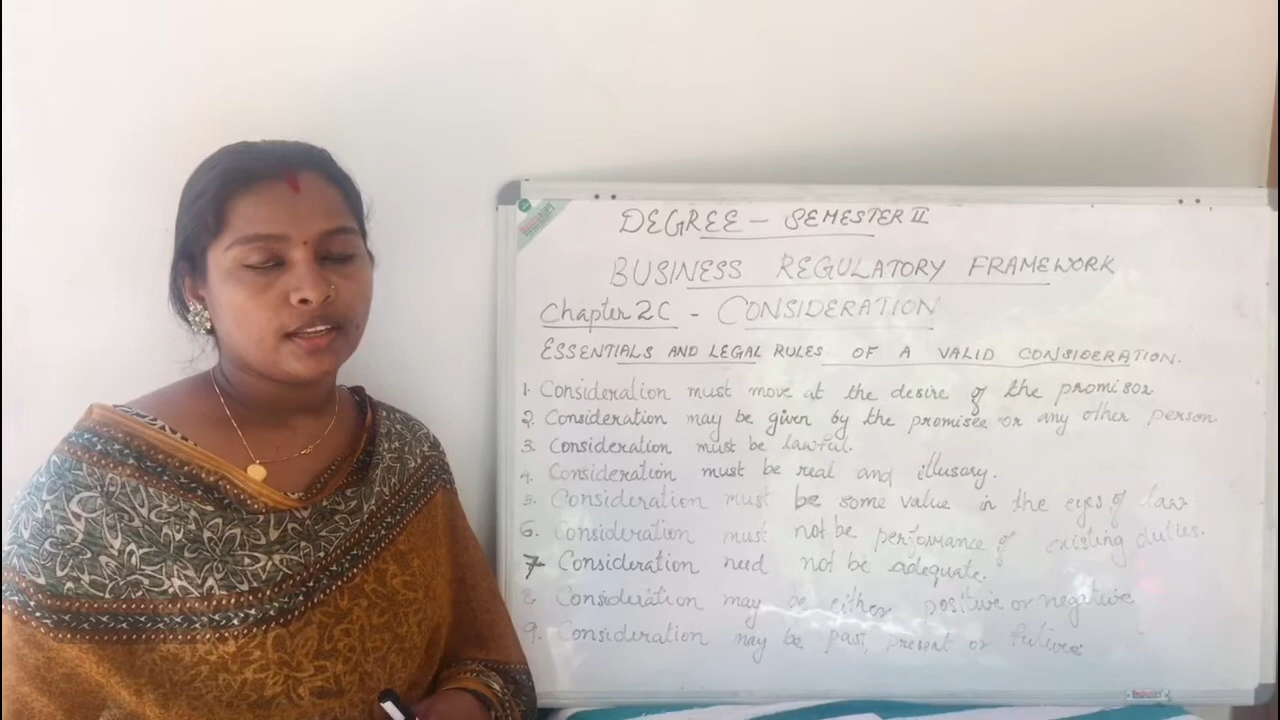 DEGREE - SEMESTER II
BUSINESS REGULATORY FRAMEWORK
Chapter 2C - CONSIDERATION
ESSENTIALS AND LEGAL RULES OF A VALID CONSIDERATION.
1. Consideration must move at the desire of the promisor
2. Consideration may be given by the promisee or any other person.
3. Consideration must be lawful.
4. Consideration must be real and illusary.
5. Consideration must be some value in the eyes of law.
6. Consideration must not be performance of existing duties.
7 Consideration need not be adequate.
8. Consideration may be either positive or negative
9. Consideration may be past, present or future